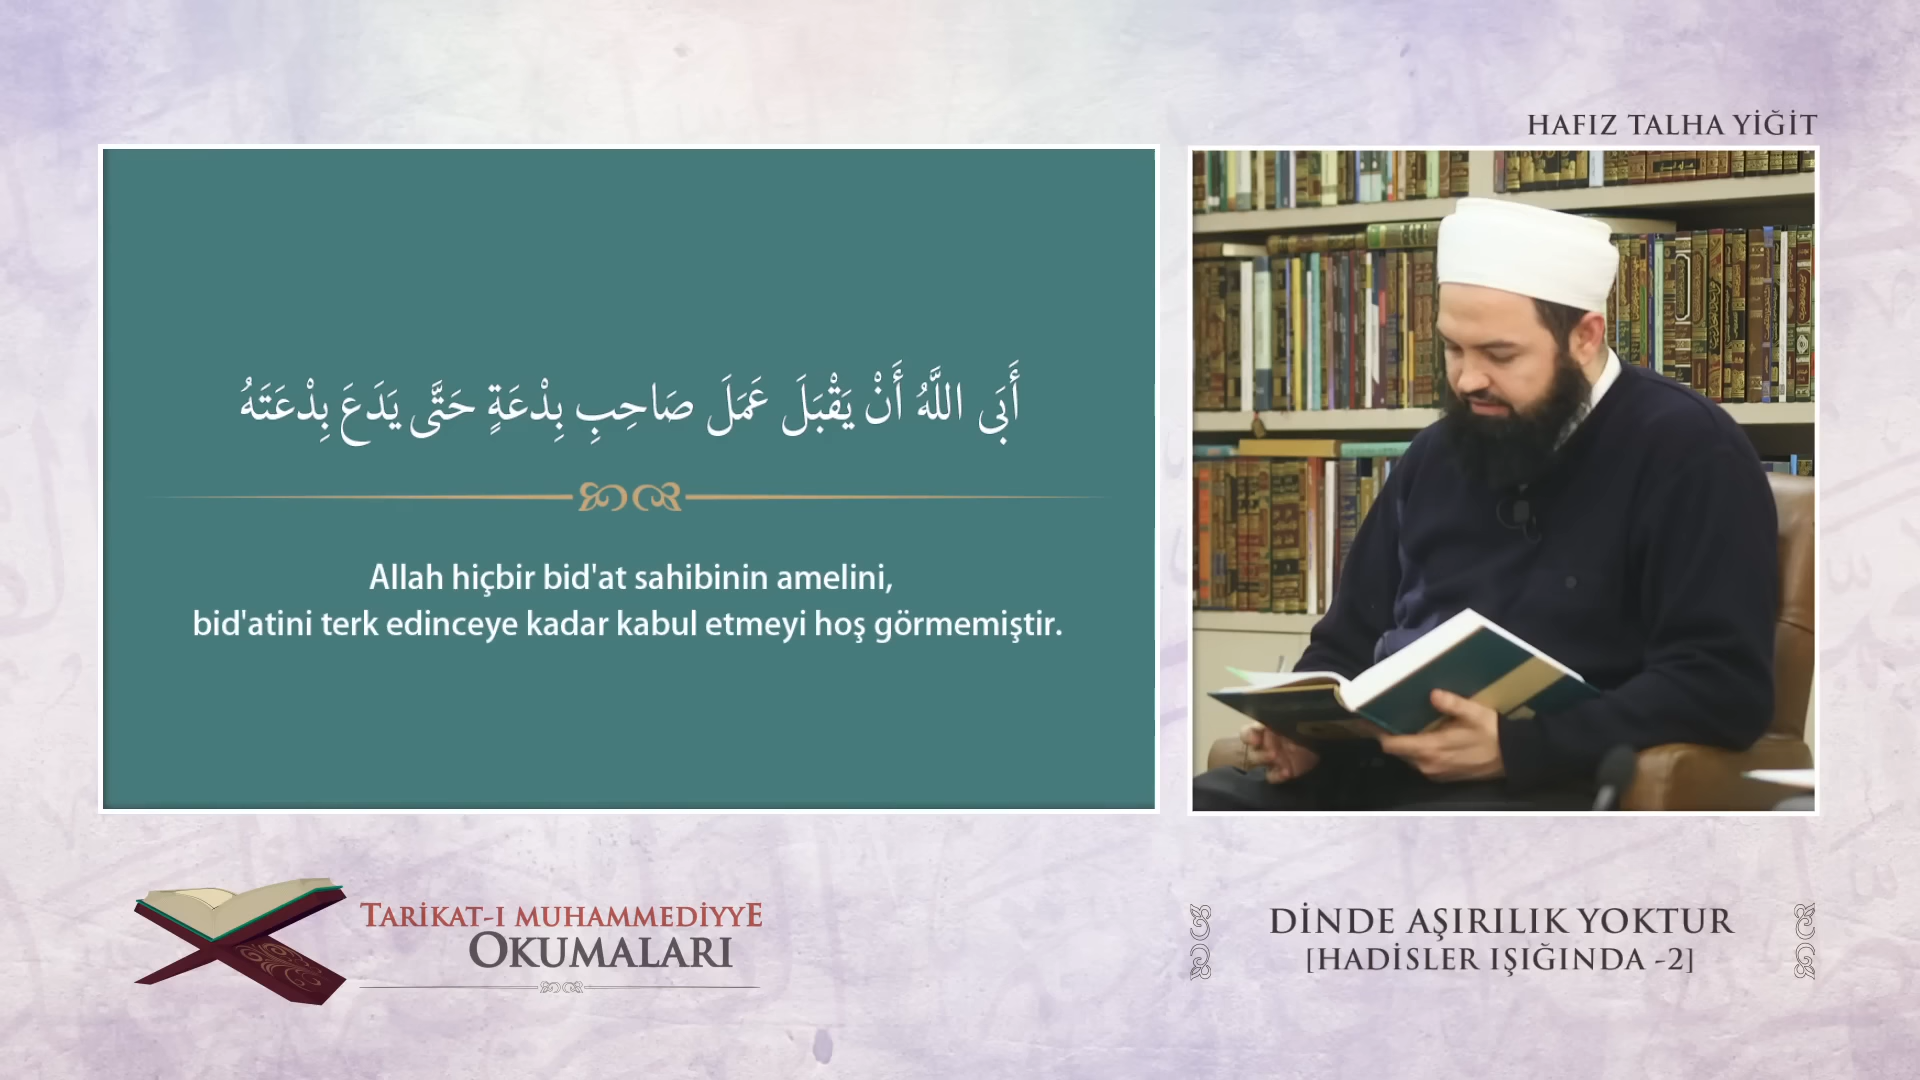 HAFIZ TALHA YİĞİT
أَبَى اللَّهُ أَنْ يَقْبَلَ عَمَلَ صَاحِبِ بِدْعَةٍ حَتَّى يَدَعَ بِدْعَتَهُ
Allah hiçbir bid'at sahibinin amelini,
bid'atini terk edinceye kadar kabul etmeyi hoş görmemiştir.
TARİKAT-I MUHAMMEDİYYE
OKUMALARI
DİNDE AŞIRILIK YOKTUR
[HADİSLER IŞIĞINDA -2]